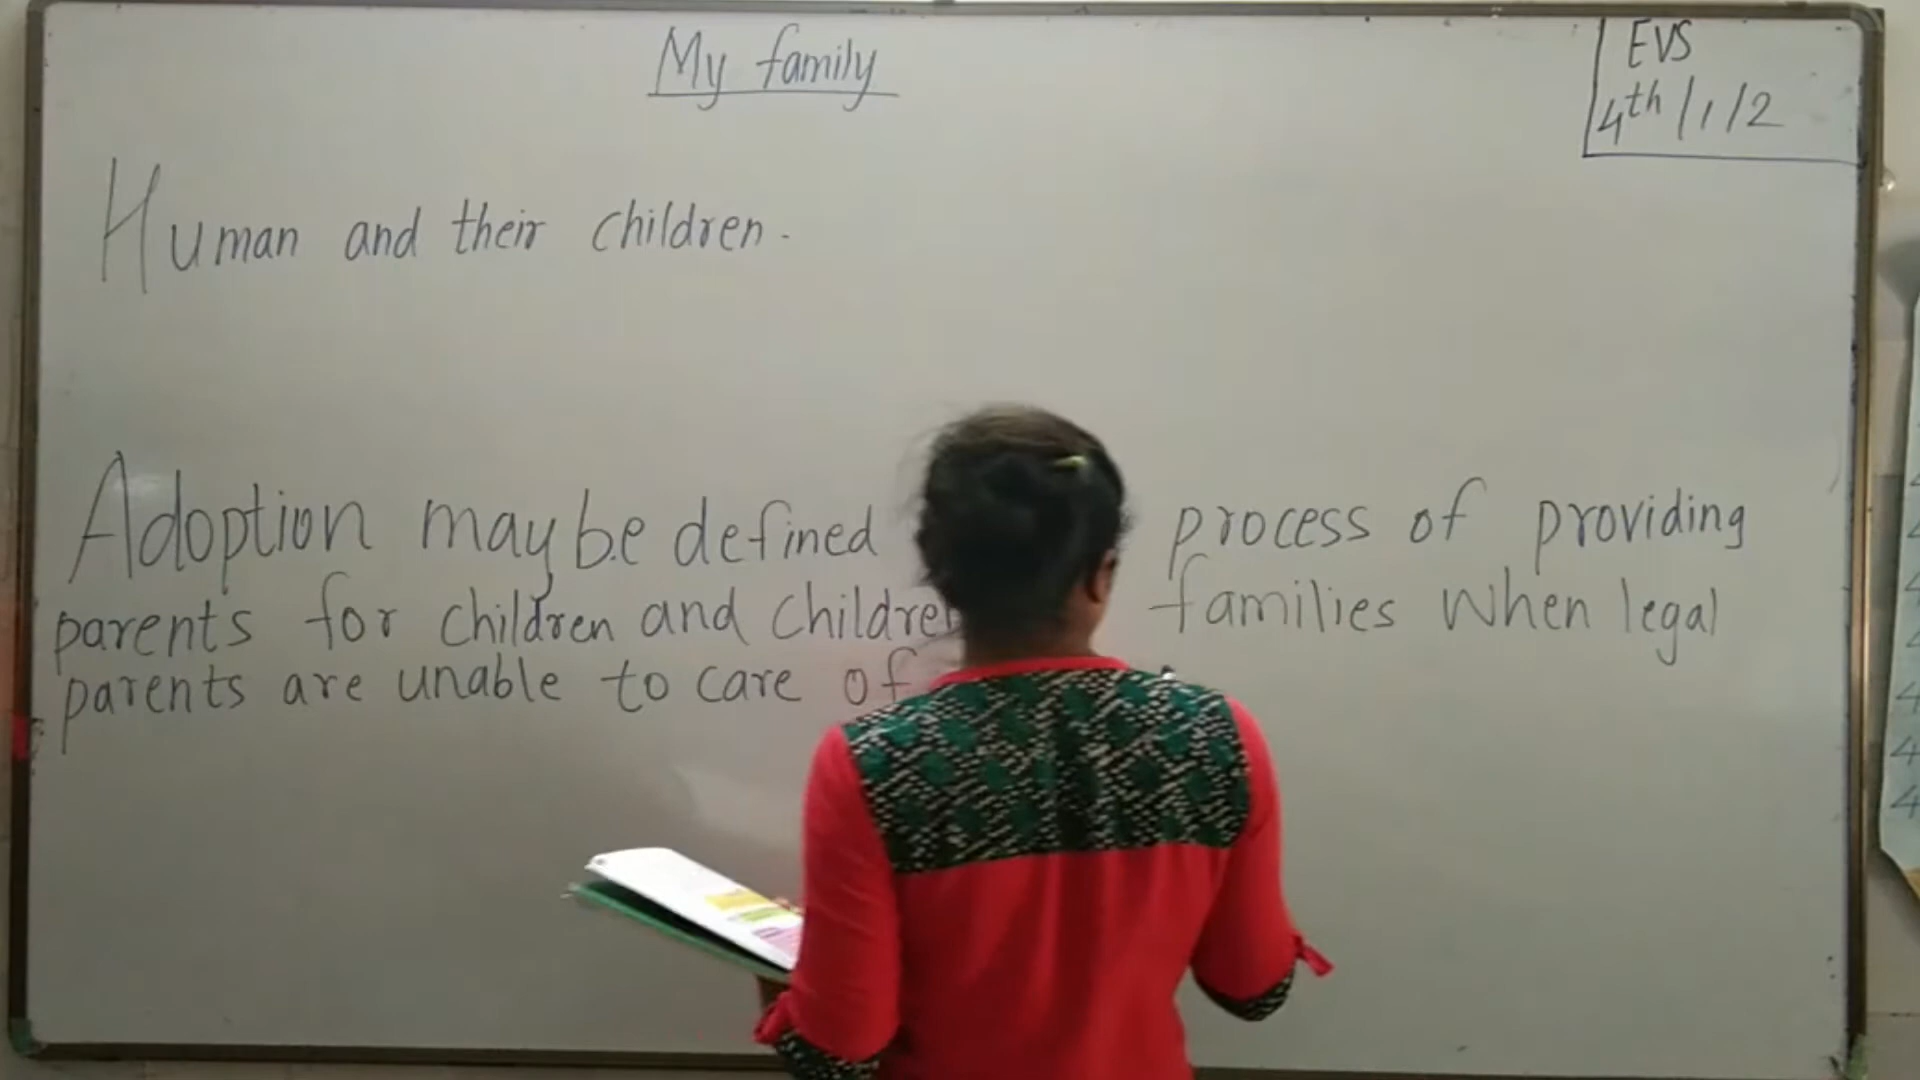 My family
EVS
4th/1/2
Human and their children.
Adoption may be defined process of providing
parents for children and children families when legal
parents are unable to care of